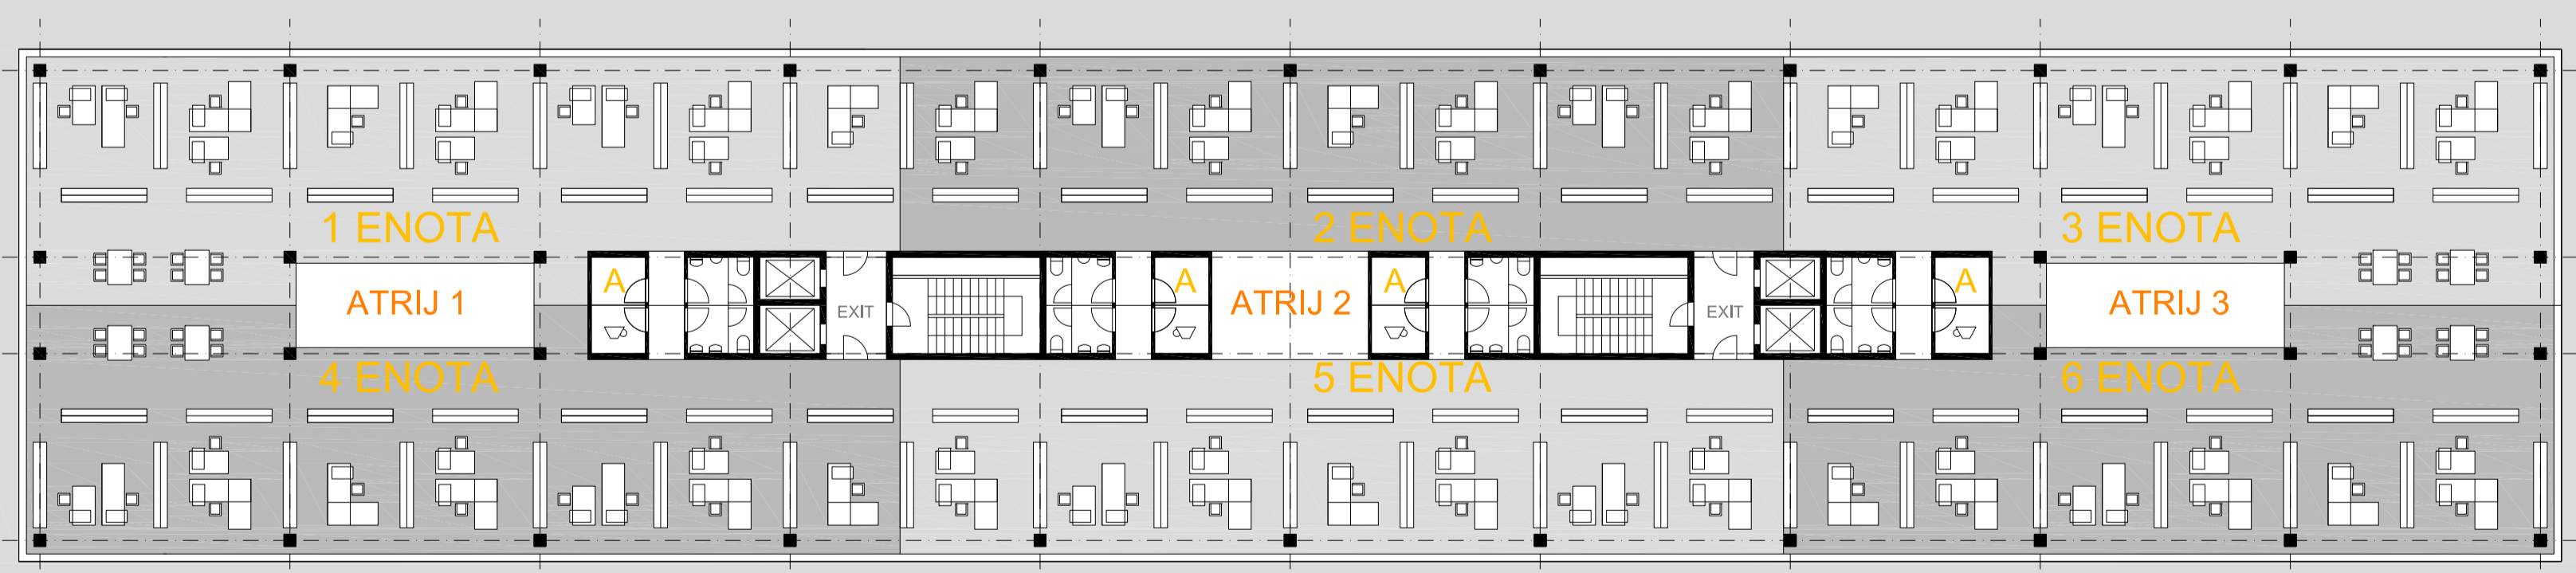 1 ENOTA
2 ENOTA
3 ENOTA
A
A
A
A
ATRIJ 1
EXIT
ATRIJ 2
EXIT
ATRIJ 3
4 ENOTA
5 ENOTA
6 ENOTA